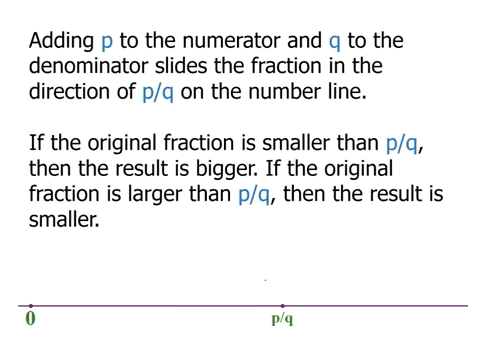 Adding p to the numerator and q to the
denominator slides the fraction in the
direction of p/q on the number line.
If the original fraction is smaller than p/q,
then the result is bigger. If the original
fraction is larger than p/q, then the result is
smaller.
0 p/q